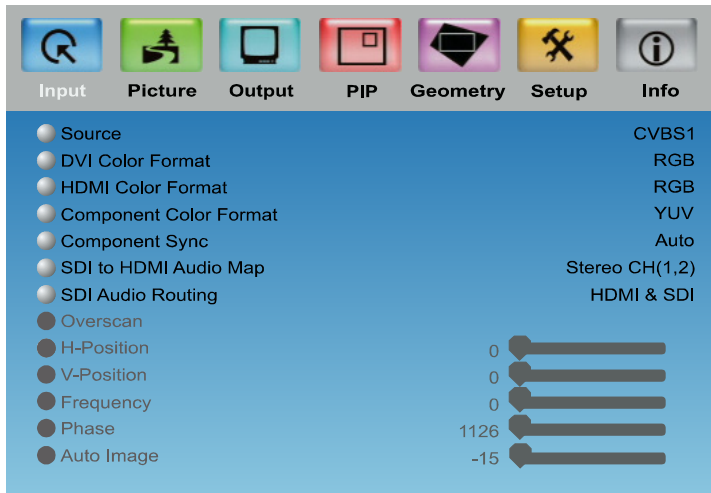 Input Picture Output PIP Geometry Setup Info
Source CVBS1
DVI Color Format RGB
HDMI Color Format RGB
Component Color Format YUV
Component Sync Auto
SDI to HDMI Audio Map Stereo CH(1,2)
SDI Audio Routing HDMI & SDI
Overscan
H-Position 0
V-Position 0
Frequency 0
Phase 1126
Auto Image -15